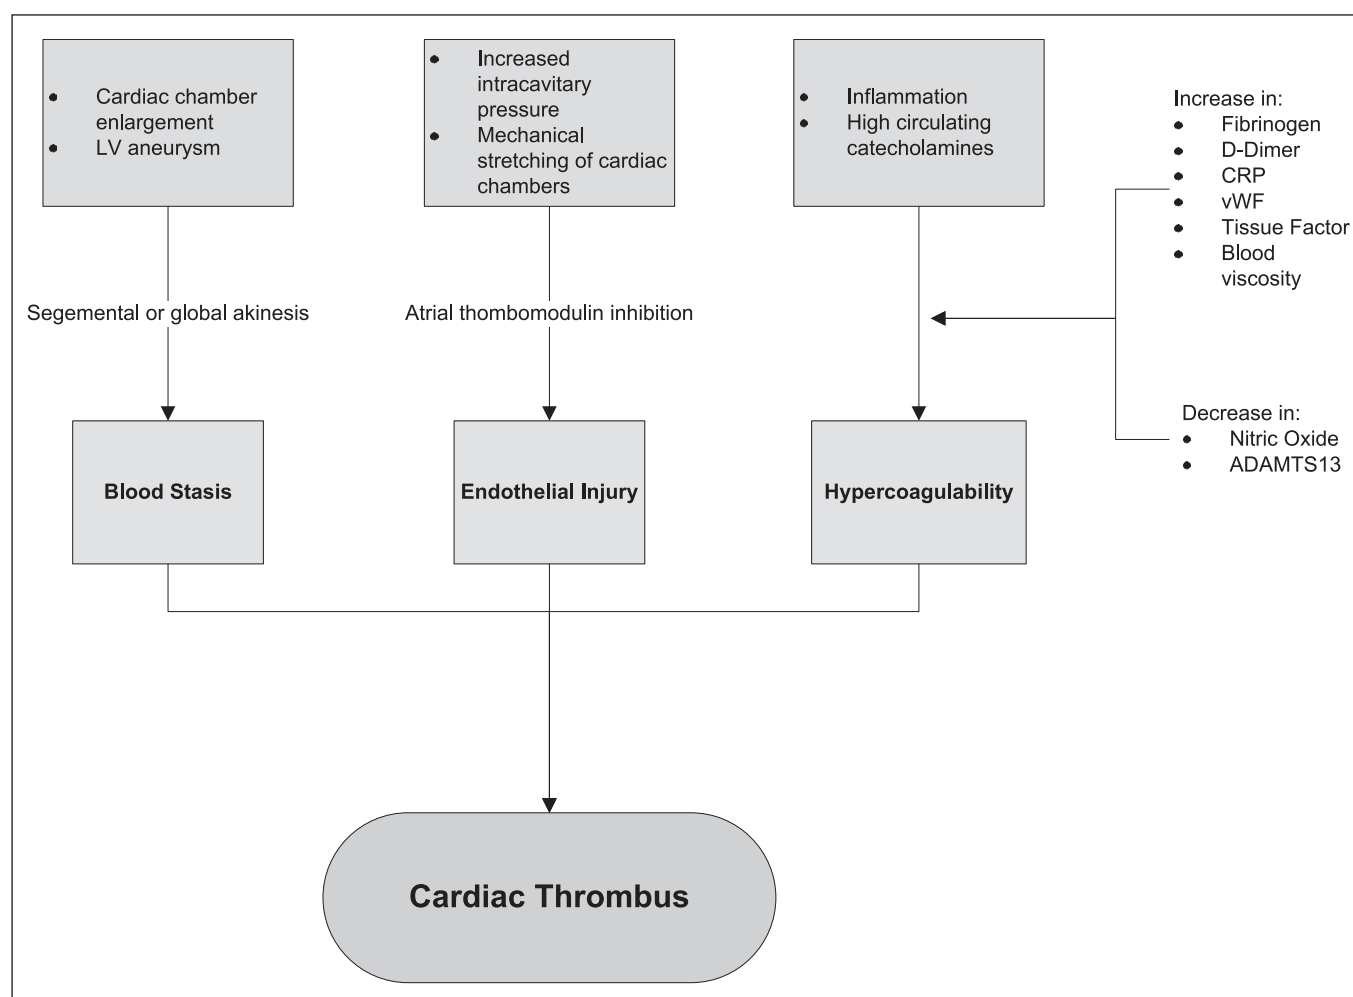 • Cardiac chamber
enlargement
• LV aneurysm
• Increased
intracavitary
pressure
• Mechanical
stretching of cardiac
chambers
• Inflammation
• High circulating
catecholamines
Increase in:
• Fibrinogen
• D-Dimer
• CRP
• vWF
• Tissue Factor
• Blood
viscosity
Segemental or global akinesis
Atrial thombomodulin inhibition
Decrease in:
• Nitric Oxide
• ADAMTS13
Blood Stasis
Endothelial Injury
Hypercoagulability
Cardiac Thrombus